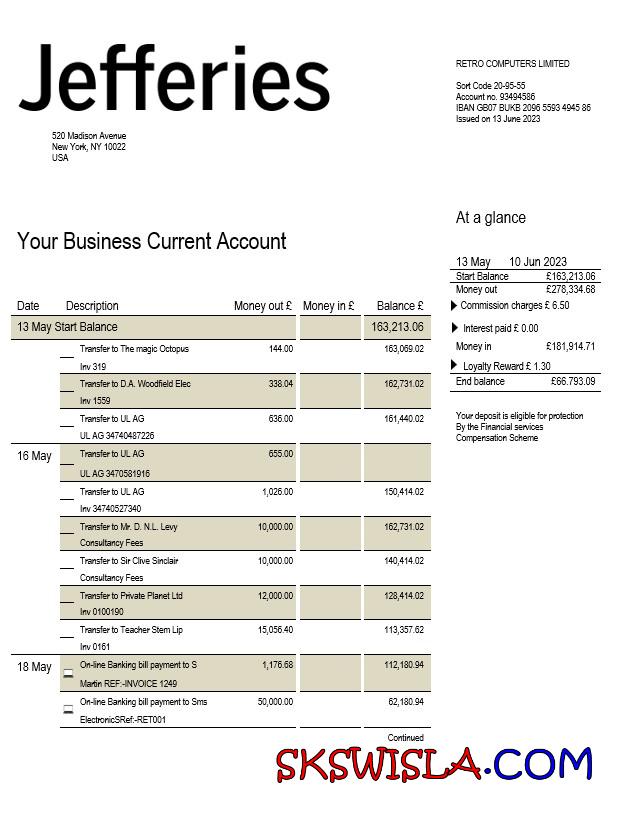 Jefferies
520 Madison Avenue
New York, NY 10022
USA
RETRO COMPUTERS LIMITED
Sort Code 20-95-55
Account no. 93494586
IBAN GB07 BUKB 2096 5593 4945 86
Issued on 13 June 2023
Your Business Current Account
At a glance
13 May 10 Jun 2023
Start Balance £163,213.06
Money out £278,334.68
Commission charges £ 6.50
Interest paid £ 0.00
Money in £181,914.71
Loyalty Reward £ 1.30
End balance £66.793.09
Your deposit is eligible for protection
By the Financial services
Compensation Scheme
Date Description Money out £ Money in £ Balance £
13 May Start Balance 163,213.06
Transfer to The magic Octopus 144.00 163,069.02
Inv 319
Transfer to D.A. Woodfield Elec 338.04 162,731.02
Inv 1559
Transfer to UL AG 636.00 161,440.02
UL AG 34740487226
16 May Transfer to UL AG 655.00
UL AG 3470581916
Transfer to UL AG 1,026.00 150,414.02
Inv 34740527340
Transfer to Mr. D. N.L. Levy 10,000.00 162,731.02
Consultancy Fees
Transfer to Sir Clive Sinclair 10,000.00 140,414.02
Consultancy Fees
Transfer to Private Planet Ltd 12,000.00 128,414.02
Inv 0100190
Transfer to Teacher Stem Lip 15,056.40 113,357.62
Inv 0161
18 May On-line Banking bill payment to S 1,176.68 112,180.94
Martin REF:-INVOICE 1249
On-line Banking bill payment to Sms 50,000.00 62,180.94
ElectronicSRef:-RET001
Continued
SKSWISLA.COM